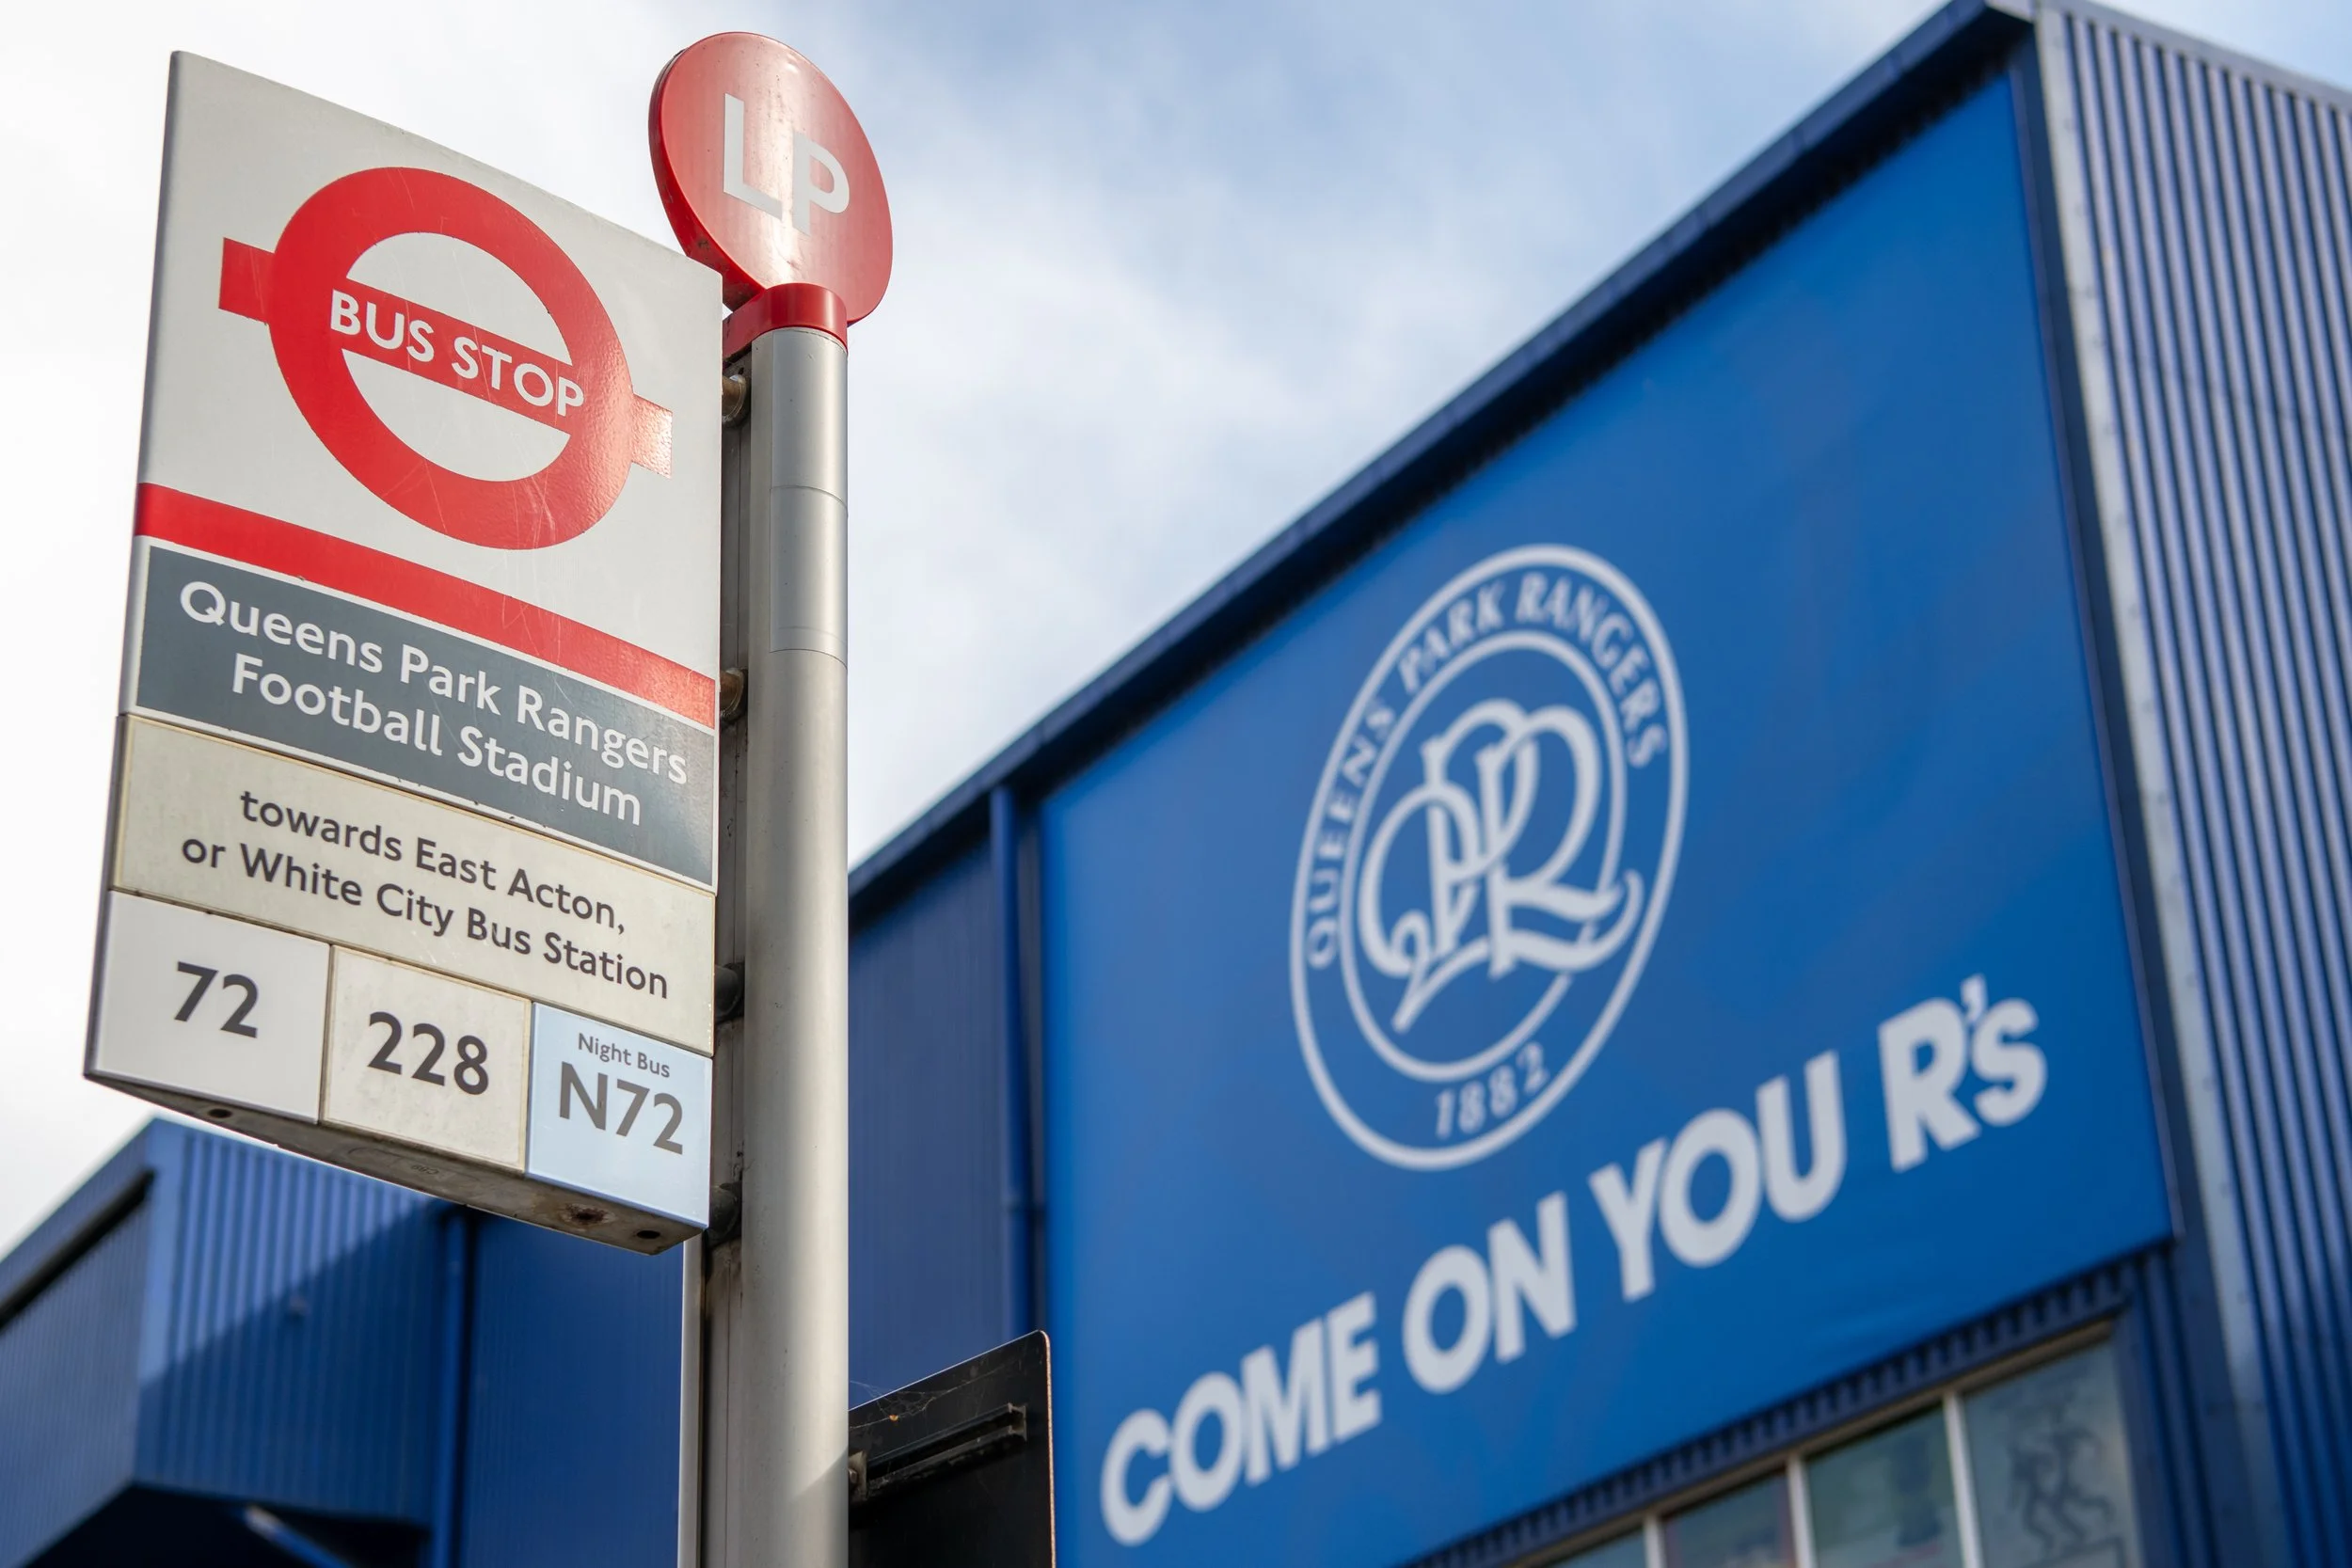 LP
BUS STOP
Queens Park Rangers
Football Stadium
towards East Acton,
or White City Bus Station
72
228
Night Bus
N72
QUEENS PARK RANGERS
QPR
1882
COME ON YOU R's